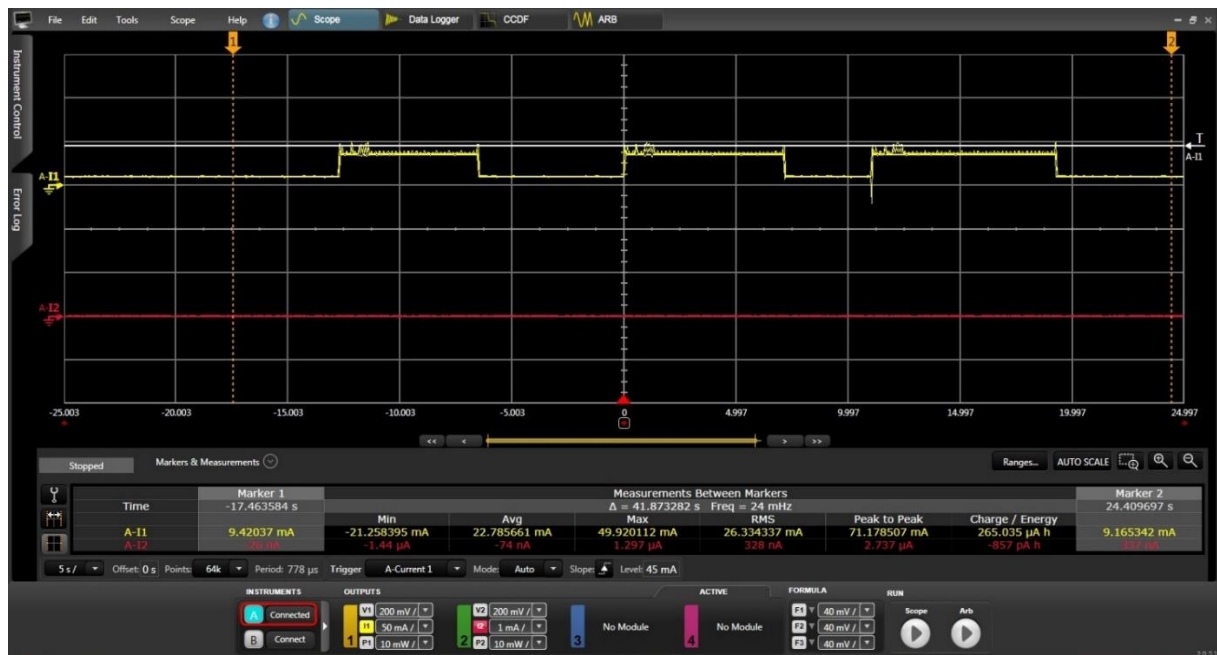 File Edit Tools Scope Help i Scope Data Logger CCDF ARB
Instrument Control
Error Log
1
2
T
A-I1
A-I1
A-I2
-25.003 -20.003 -15.003 -10.003 -5.003 0 4.997 9.997 14.997 19.997 24.997
<< < > >>
Stopped Markers & Measurements Ranges... AUTO SCALE
Marker 1 Measurements Between Markers Marker 2
Time -17.463584 s Δ = 41.873282 s Freq = 24 mHz 24.409697 s
Min Avg Max RMS Peak to Peak Charge / Energy
A-I1 9.42037 mA -21.258395 mA 22.785661 mA 49.920112 mA 26.334337 mA 71.178507 mA 265.035 µA h 9.165342 mA
A-I2 -1.44 µA -74 nA 1.297 µA 328 nA 2.737 µA -857 pA h
5 s / Offset: 0 s Points: 64k Period: 778 µs Trigger A-Current 1 Mode: Auto Slope: Level: 45 mA
INSTRUMENTS OUTPUTS ACTIVE FORMULA RUN
A Connected
B Connect
1 V1 200 mV / I1 50 mA / P1 10 mW /
2 V2 200 mV / I2 1 mA / P2 10 mW /
3 No Module
4 No Module
F1 40 mV /
F2 40 mV /
F3 40 mV /
Scope Arb